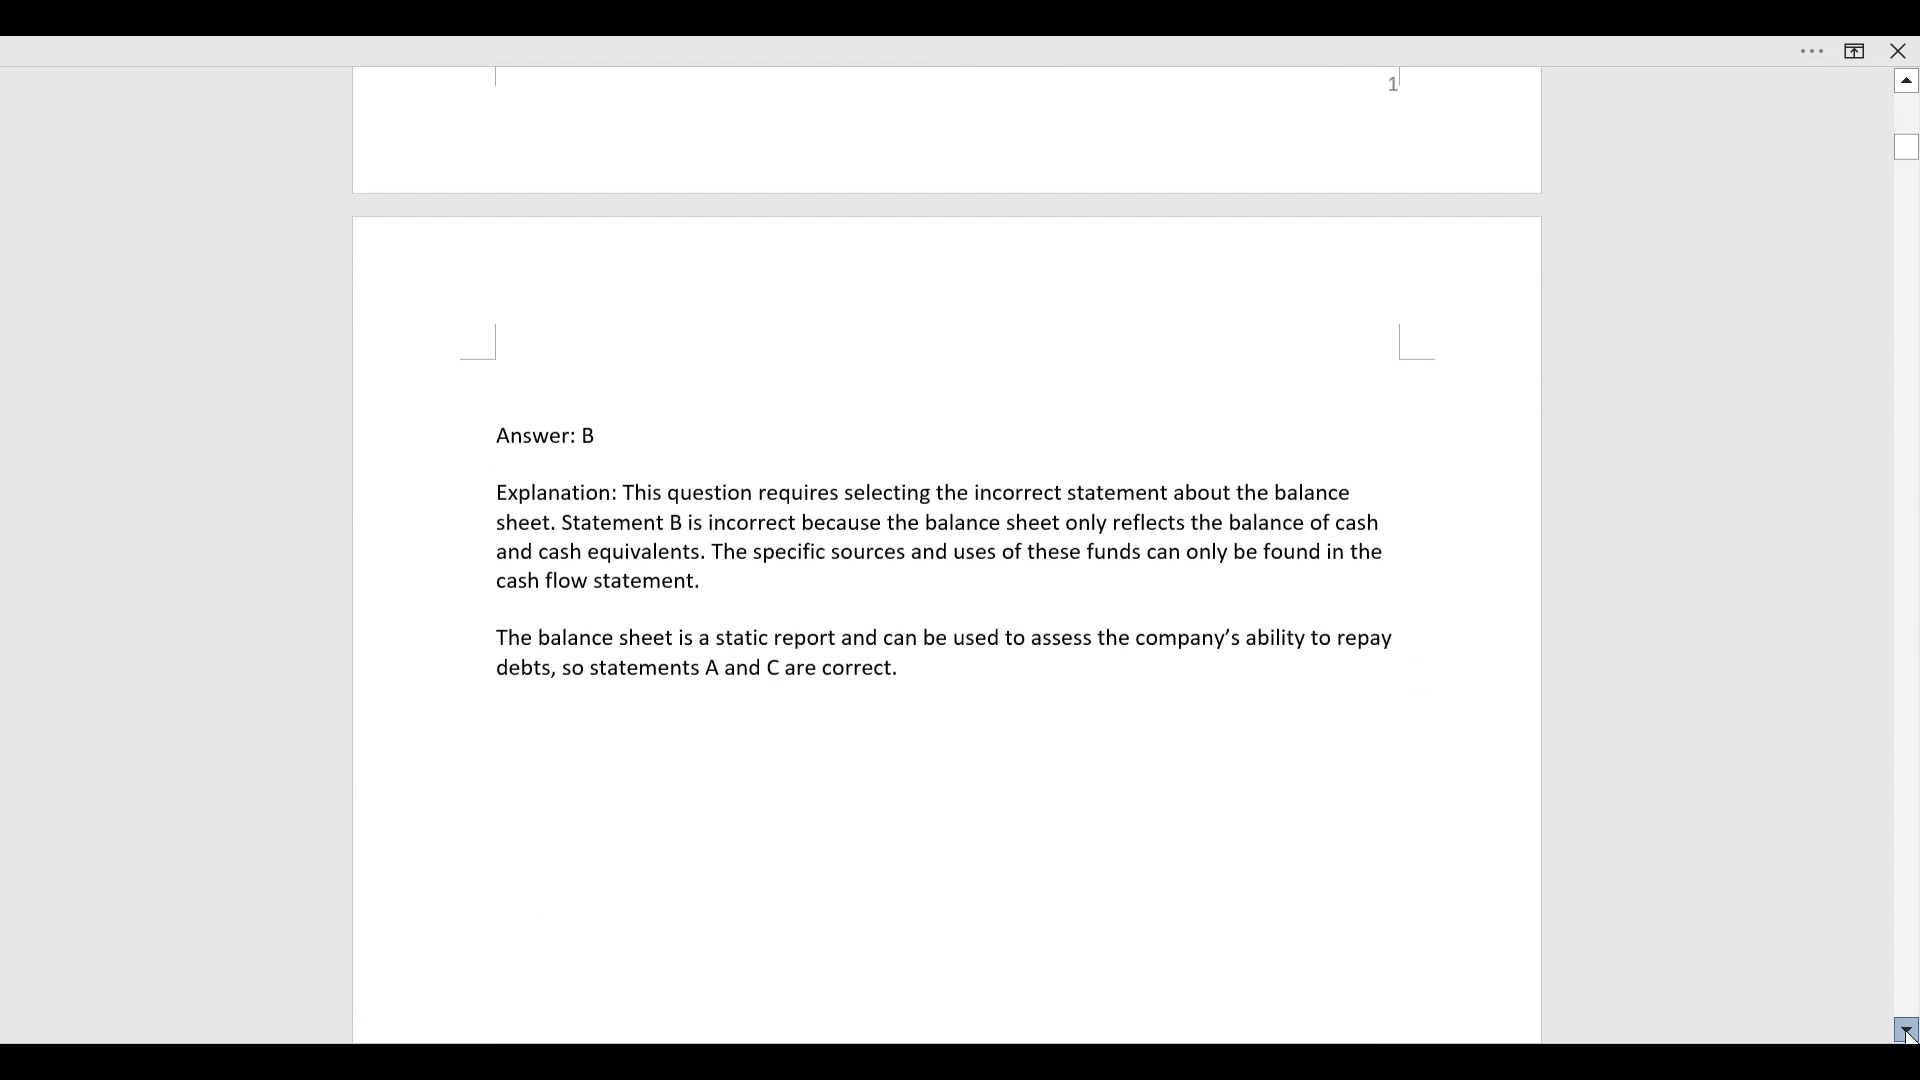 1
Answer: B
Explanation: This question requires selecting the incorrect statement about the balance
sheet. Statement B is incorrect because the balance sheet only reflects the balance of cash
and cash equivalents. The specific sources and uses of these funds can only be found in the
cash flow statement.
The balance sheet is a static report and can be used to assess the company’s ability to repay
debts, so statements A and C are correct.